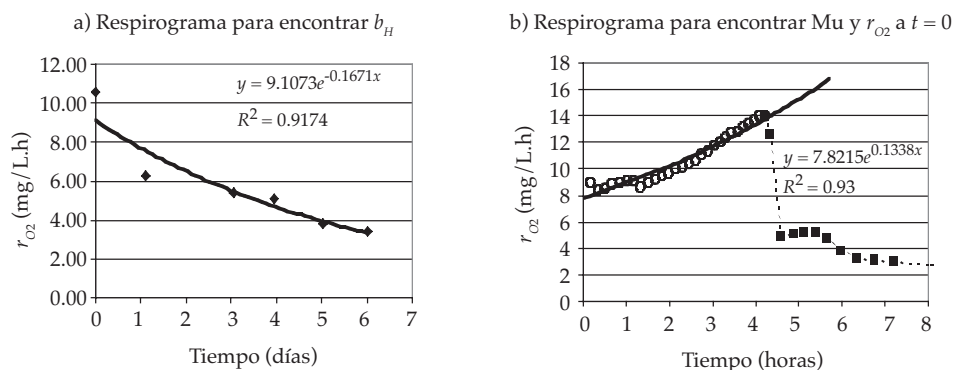 a) Respirograma para encontrar b_H
12.00
10.00
8.00
6.00
4.00
2.00
0.00
r_O2 (mg/L.h)
y = 9.1073e^-0.1671x
R² = 0.9174
0 1 2 3 4 5 6 7
Tiempo (días)
b) Respirograma para encontrar Mu y r_O2 a t = 0
18
16
14
12
10
8
6
4
2
0
r_O2 (mg/L.h)
y = 7.8215e^0.1338x
R² = 0.93
0 1 2 3 4 5 6 7 8
Tiempo (horas)